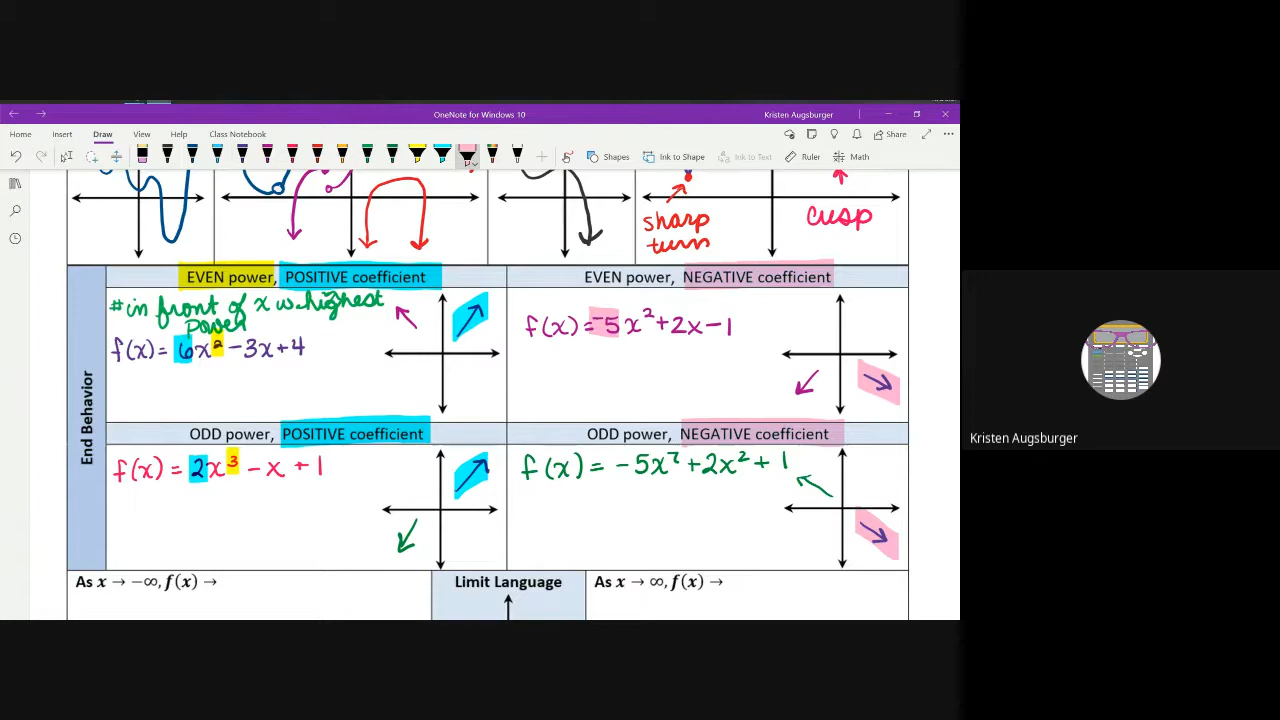 OneNote for Windows 10
Kristen Augsburger
Home Insert Draw View Help Class Notebook
Share
Shapes Ink to Shape Ink to Text Ruler Math
sharp
turn
cusp
End Behavior
EVEN power, POSITIVE coefficient
# in front of x w. highest
power
f(x) = 6x² - 3x + 4
EVEN power, NEGATIVE coefficient
f(x) = -5x² + 2x - 1
ODD power, POSITIVE coefficient
f(x) = 2x³ - x + 1
ODD power, NEGATIVE coefficient
f(x) = -5x⁷ + 2x² + 1
As x → -∞, f(x) →
Limit Language
As x → ∞, f(x) →
Kristen Augsburger